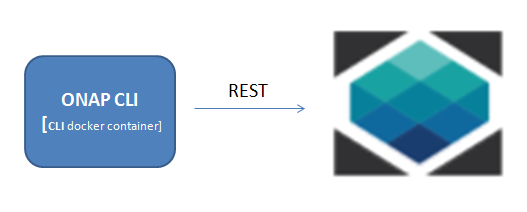 ONAP CLI
[CLI docker container]
REST